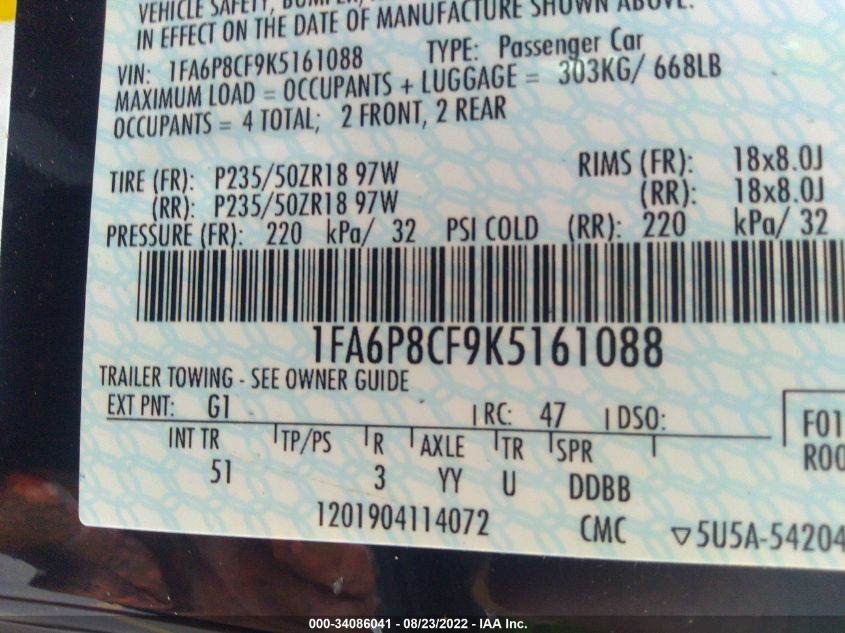 VEHICLE SAFETY, BUMPER,
IN EFFECT ON THE DATE OF MANUFACTURE SHOWN ABOVE.
VIN: 1FA6P8CF9K5161088 TYPE: Passenger Car
MAXIMUM LOAD = OCCUPANTS + LUGGAGE = 303KG/ 668LB
OCCUPANTS = 4 TOTAL; 2 FRONT, 2 REAR
TIRE (FR): P235/50ZR18 97W RIMS (FR): 18x8.0J
(RR): P235/50ZR18 97W (RR): 18x8.0J
PRESSURE (FR): 220 kPa/ 32 PSI COLD (RR): 220 kPa/ 32
1FA6P8CF9K5161088
TRAILER TOWING - SEE OWNER GUIDE
EXT PNT: G1 RC: 47 DSO: F01
INT TR TP/PS R AXLE TR SPR R00
51 3 YY U DDBB
1201904114072 CMC ▽5U5A-54204
000-34086041 - 08/23/2022 - IAA Inc.